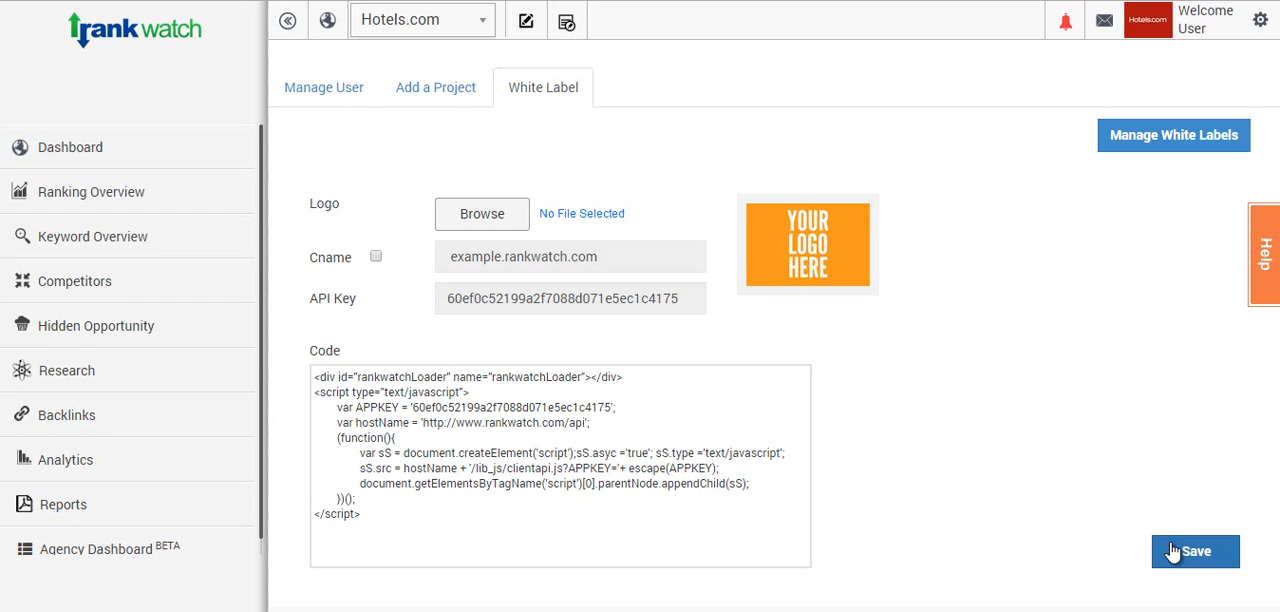 rankwatch
Hotels.com
Hotels.com
Welcome
User
Manage User
Add a Project
White Label
Manage White Labels
Dashboard
Ranking Overview
Keyword Overview
Competitors
Hidden Opportunity
Research
Backlinks
Analytics
Reports
Agency Dashboard BETA
Logo
Browse
No File Selected
YOUR
LOGO
HERE
Cname
example.rankwatch.com
API Key
60ef0c52199a2f7088d071e5ec1c4175
Help
Code
<div id="rankwatchLoader" name="rankwatchLoader"></div>
<script type="text/javascript">
var APPKEY = '60ef0c52199a2f7088d071e5ec1c4175';
var hostName = 'http://www.rankwatch.com/api';
(function(){
var sS = document.createElement('script');sS.asyc ='true'; sS.type ='text/javascript';
sS.src = hostName + '/lib_js/clientapi.js?APPKEY='+ escape(APPKEY);
document.getElementsByTagName('script')[0].parentNode.appendChild(sS);
})();
</script>
Save